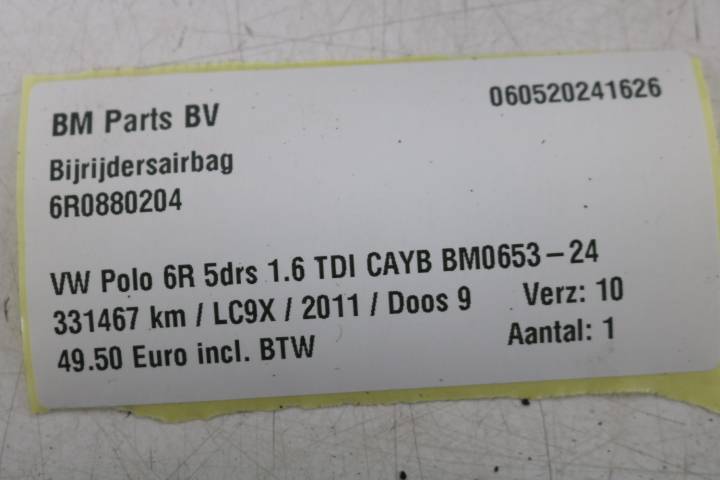 BM Parts BV 060520241626
Bijrijdersairbag
6R0880204
VW Polo 6R 5drs 1.6 TDI CAYB BM0653-24
331467 km / LC9X / 2011 / Doos 9 Verz: 10
49.50 Euro incl. BTW Aantal: 1